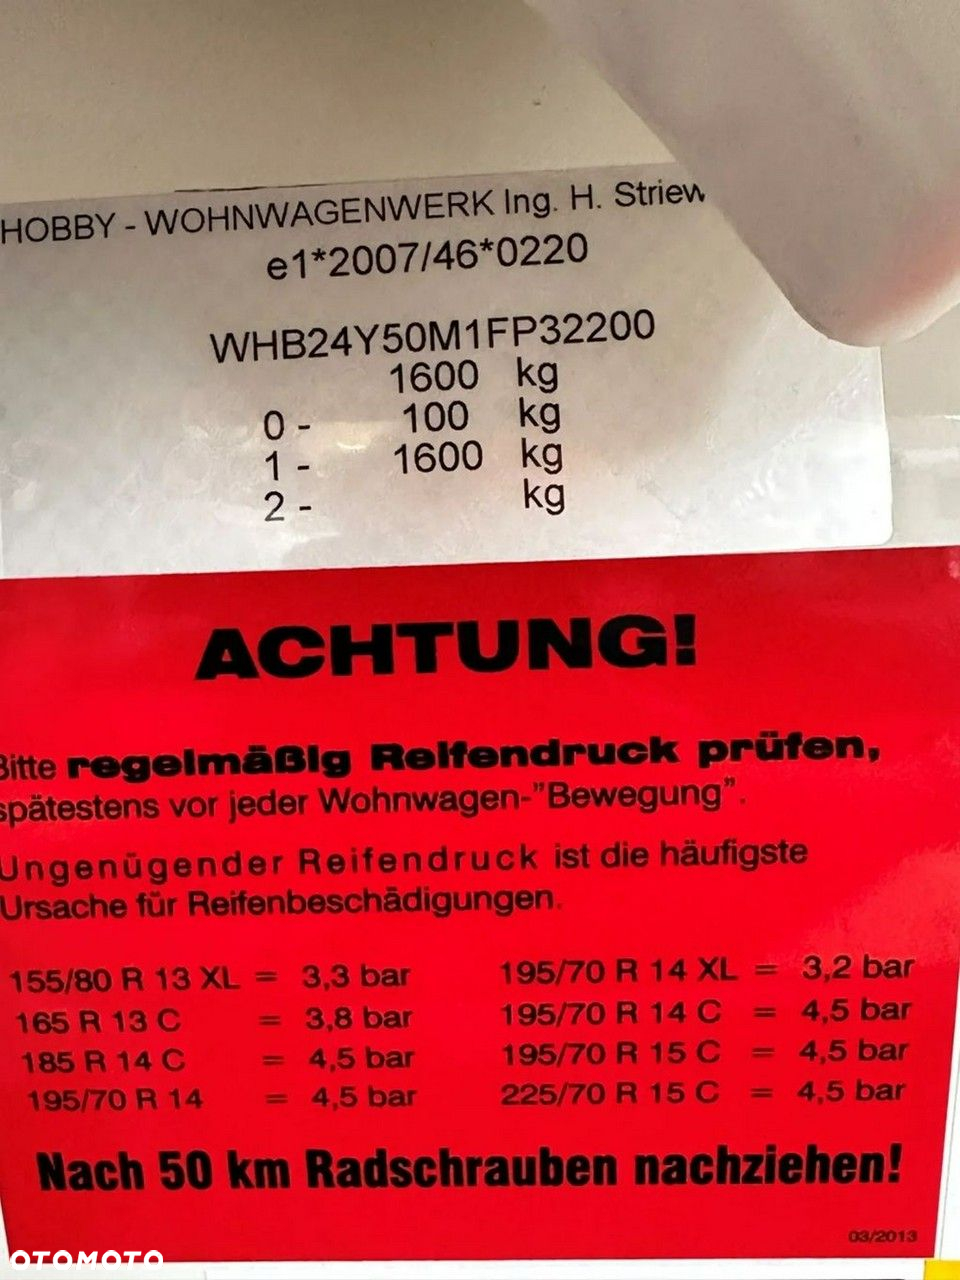 HOBBY - WOHNWAGENWERK Ing. H. Striew
e1*2007/46*0220
WHB24Y50M1FP32200
1600 kg
0 - 100 kg
1 - 1600 kg
2 - kg
ACHTUNG!
Bitte regelmäßig Reifendruck prüfen,
spätestens vor jeder Wohnwagen-"Bewegung".
Ungenügender Reifendruck ist die häufigste
Ursache für Reifenbeschädigungen.
155/80 R 13 XL = 3,3 bar 195/70 R 14 XL = 3,2 bar
165 R 13 C = 3,8 bar 195/70 R 14 C = 4,5 bar
185 R 14 C = 4,5 bar 195/70 R 15 C = 4,5 bar
195/70 R 14 = 4,5 bar 225/70 R 15 C = 4,5 bar
Nach 50 km Radschrauben nachziehen!
03/2013
OTOMOTO